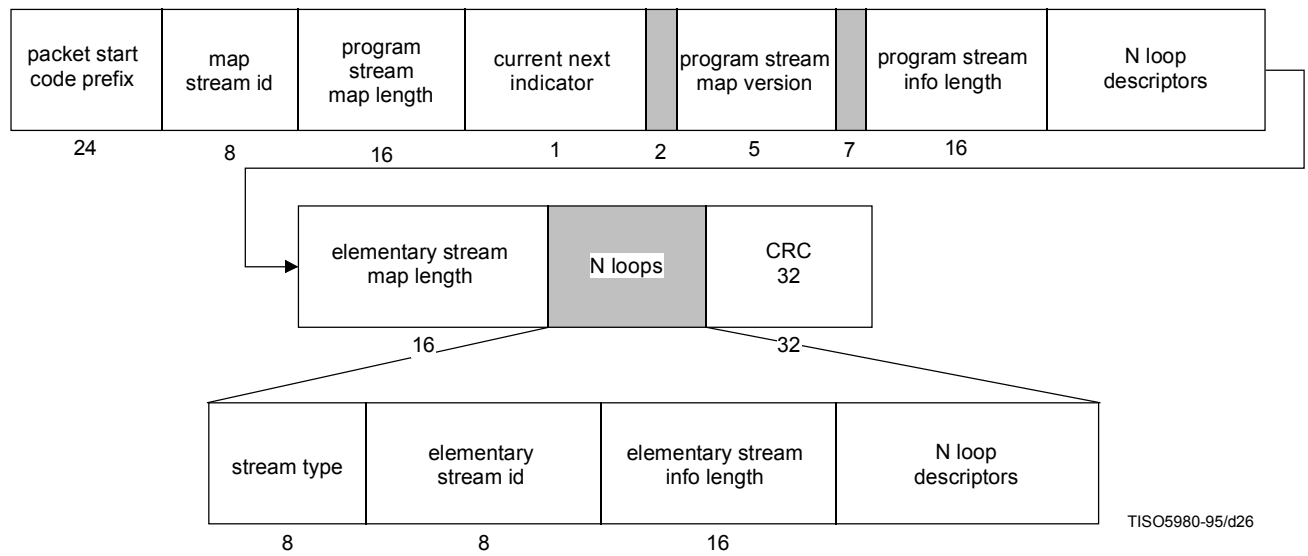 packet start
code prefix
map
stream id
program
stream
map length
current next
indicator
program stream
map version
program stream
info length
N loop
descriptors
24
8
16
1
2
5
7
16
elementary stream
map length
N loops
CRC
32
16
32
stream type
elementary
stream id
elementary stream
info length
N loop
descriptors
8
8
16
TISO5980-95/d26